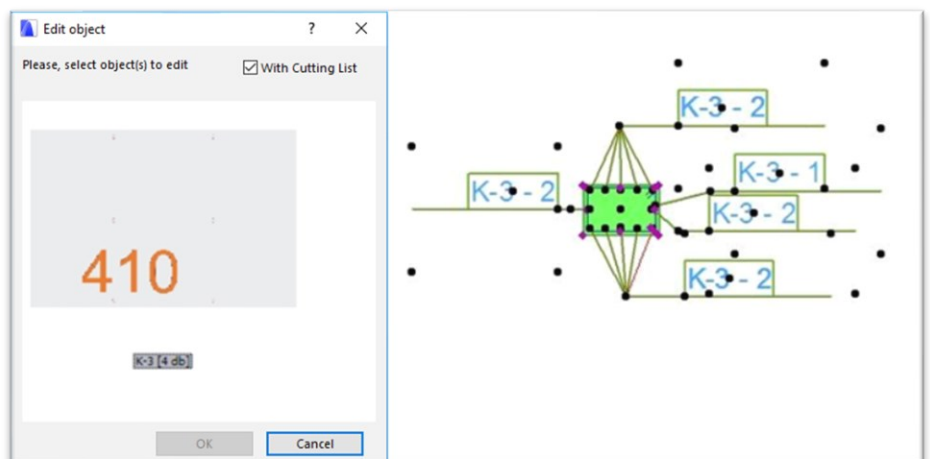 Edit object
?
Please, select object(s) to edit
With Cutting List
410
K-3 [4 db]
OK
Cancel
K-3 - 2
K-3 - 2
K-3 - 1
K-3 - 2
K-3 - 2